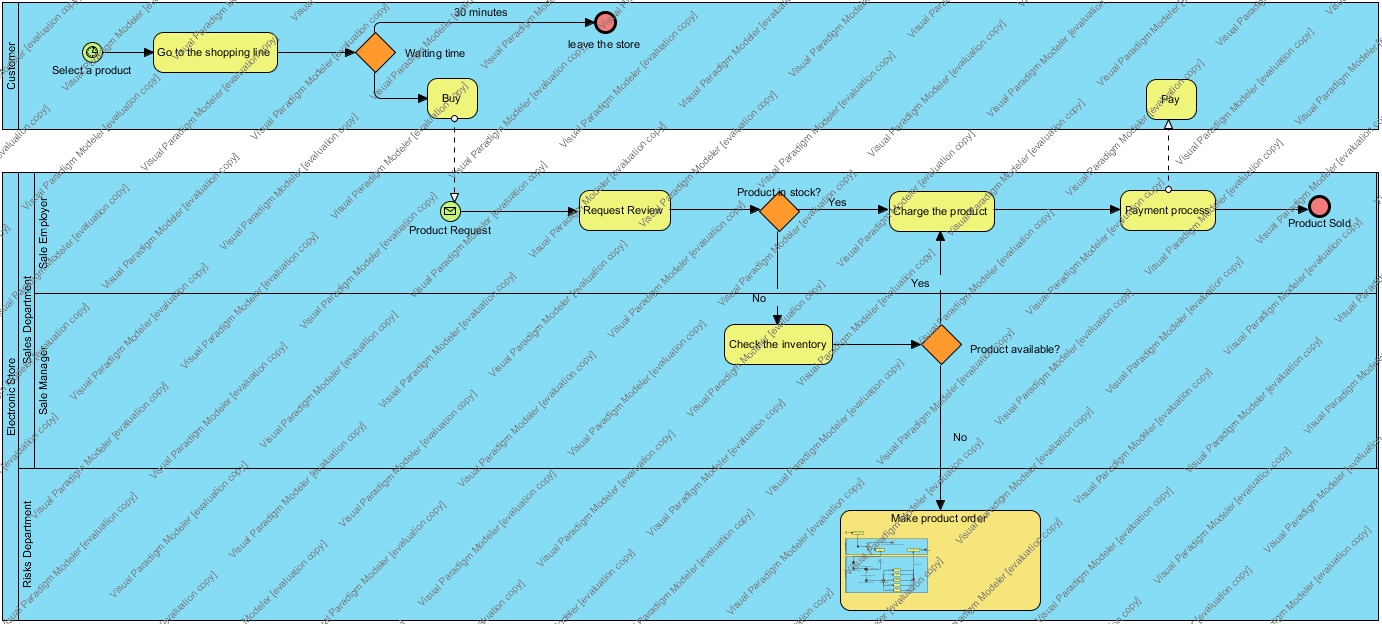 Customer
Select a product
Go to the shopping line
Waiting time
30 minutes
leave the store
Buy
Pay
Electronic Store
Sales Department
Sale Employer
Product Request
Request Review
Product in stock?
Yes
Charge the product
Payment process
Product Sold
No
Yes
Sale Manager
Check the inventory
Product available?
No
Risks Department
Make product order
Visual Paradigm Modeler [evaluation copy]